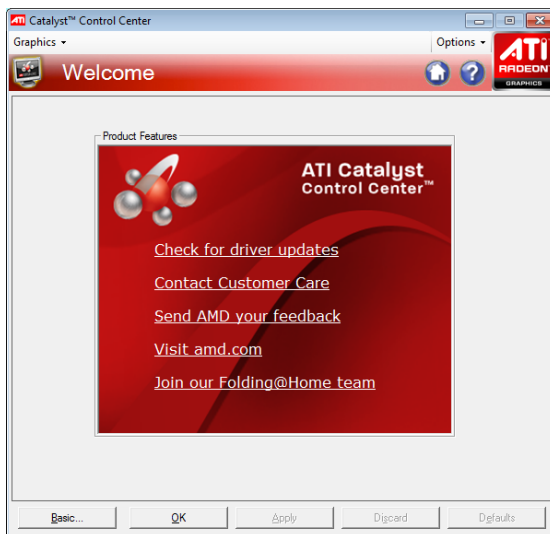 ATI Catalyst™ Control Center
Graphics Options
Welcome
ATI
RADEON
GRAPHICS
Product Features
ATI Catalyst
Control Center™
Check for driver updates
Contact Customer Care
Send AMD your feedback
Visit amd.com
Join our Folding@Home team
Basic... OK Apply Discard Defaults